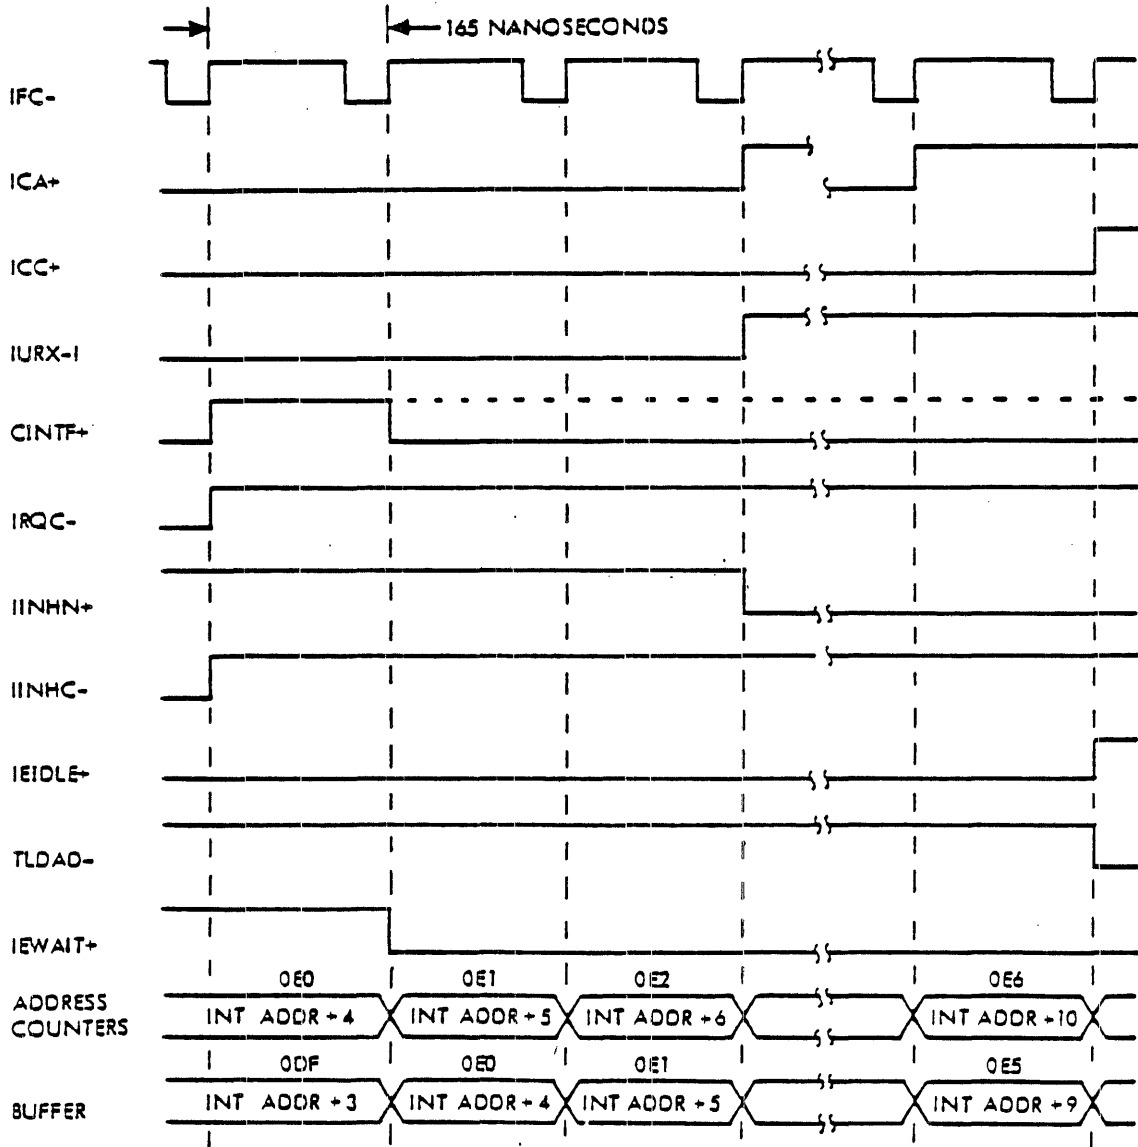 165 NANOSECONDS
IFC-
ICA+
ICC+
IURX-I
CINTF+
IRQC-
IINHN+
IINHC-
IEIDLE+
TLDAD-
IEWAIT+
0E0 0E1 0E2 0E6
ADDRESS
COUNTERS
INT ADDR+4 INT ADDR+5 INT ADDR+6 INT ADDR+10
0DF 0E0 0E1 0E5
BUFFER
INT ADDR+3 INT ADDR+4 INT ADDR+5 INT ADDR+9